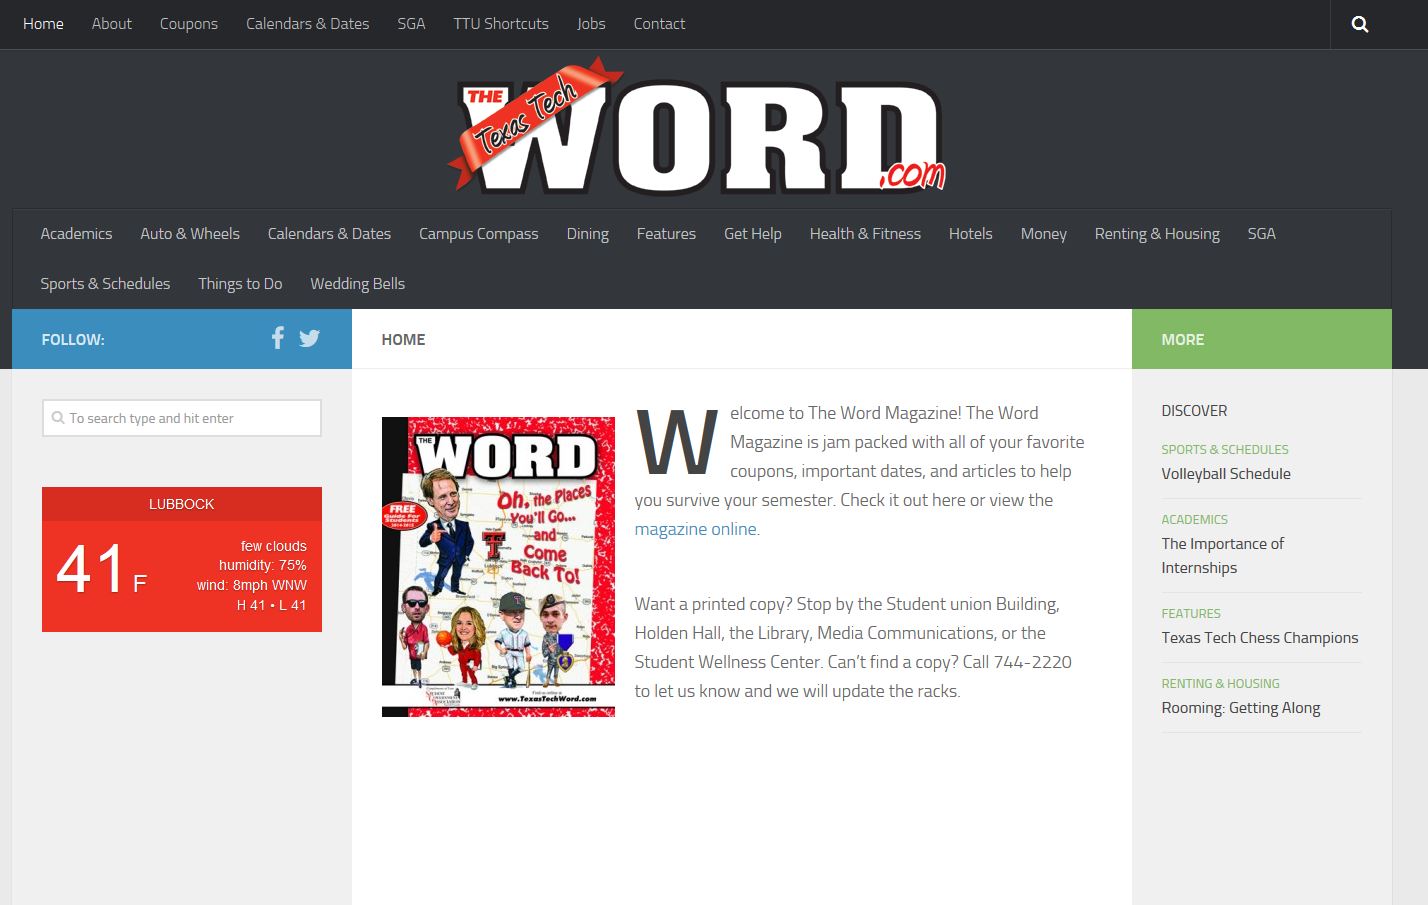 Home About Coupons Calendars & Dates SGA TTU Shortcuts Jobs Contact
THE WORD.com
Texas Tech
Academics Auto & Wheels Calendars & Dates Campus Compass Dining Features Get Help Health & Fitness Hotels Money Renting & Housing SGA
Sports & Schedules Things to Do Wedding Bells
FOLLOW:
To search type and hit enter
LUBBOCK
41 F
few clouds
humidity: 75%
wind: 8mph WNW
H 41 • L 41
HOME
THE
WORD
Oh, the Places
You'll Go...
and
Come
Back To!
FREE
Guide For
Students
2014-2015
www.TexasTechWord.com
Welcome to The Word Magazine! The Word
Magazine is jam packed with all of your favorite
coupons, important dates, and articles to help
you survive your semester. Check it out here or view the
magazine online.
Want a printed copy? Stop by the Student union Building,
Holden Hall, the Library, Media Communications, or the
Student Wellness Center. Can’t find a copy? Call 744-2220
to let us know and we will update the racks.
MORE
DISCOVER
SPORTS & SCHEDULES
Volleyball Schedule
ACADEMICS
The Importance of
Internships
FEATURES
Texas Tech Chess Champions
RENTING & HOUSING
Rooming: Getting Along